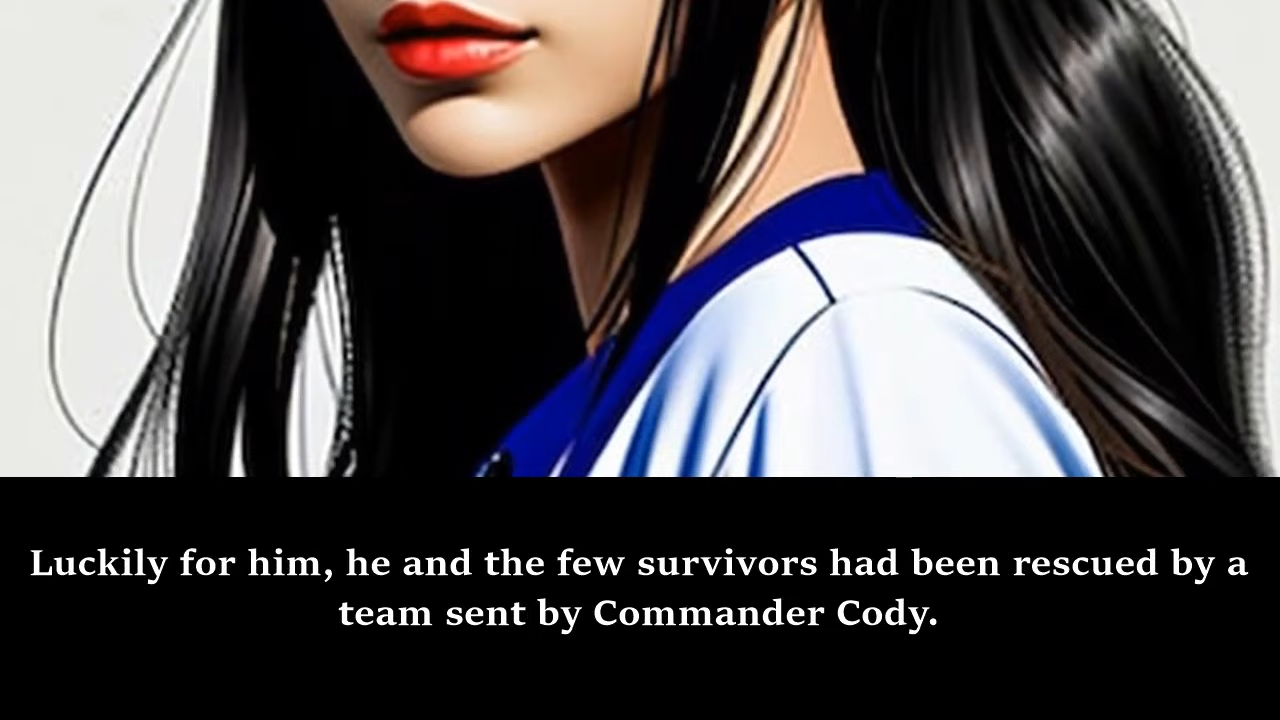 Luckily for him, he and the few survivors had been rescued by a
team sent by Commander Cody.